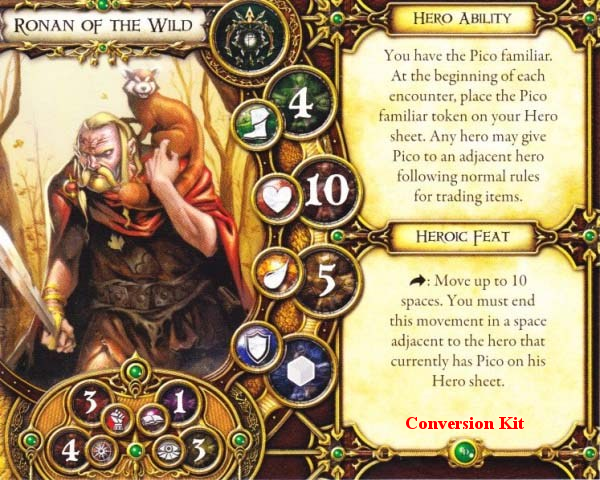 Ronan of the Wild
4
10
5
3
1
4
3
Hero Ability
You have the Pico familiar.
At the beginning of each
encounter, place the Pico
familiar token on your Hero
sheet. Any hero may give
Pico to an adjacent hero
following normal rules
for trading items.
Heroic Feat
: Move up to 10
spaces. You must end
this movement in a space
adjacent to the hero that
currently has Pico on his
Hero sheet.
Conversion Kit